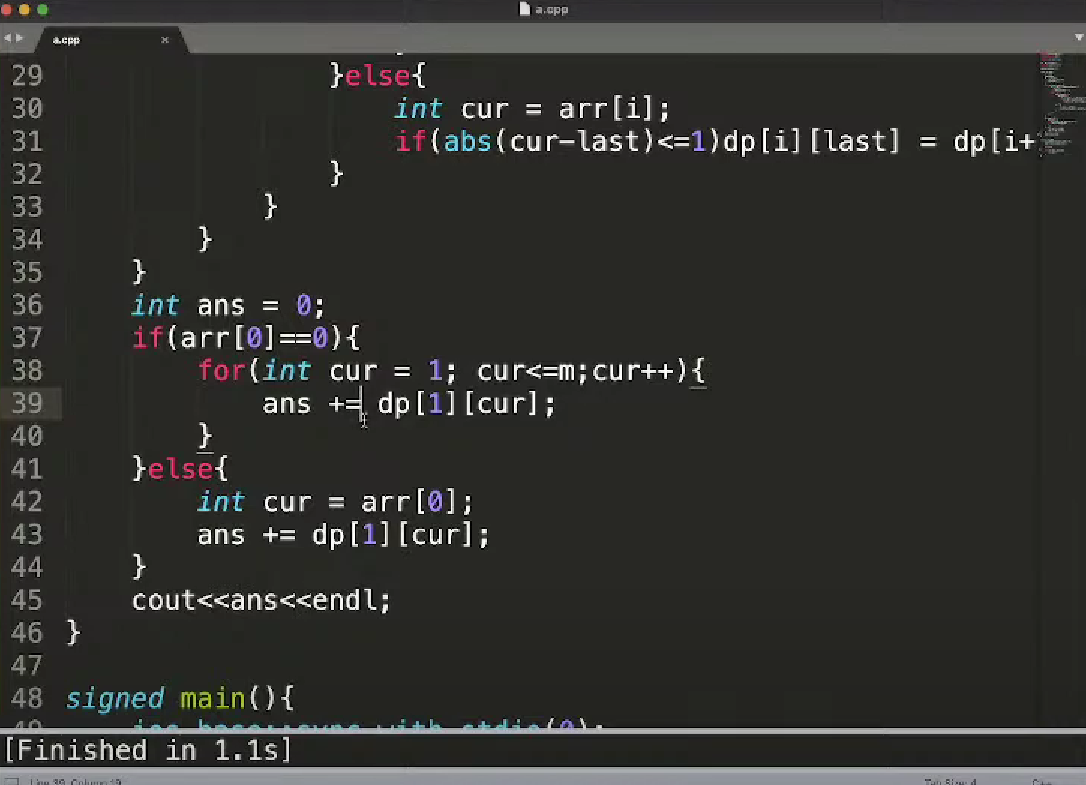 a.cpp
a.cpp
29 }else{
30 int cur = arr[i];
31 if(abs(cur-last)<=1)dp[i][last] = dp[i+
32 }
33 }
34 }
35 }
36 int ans = 0;
37 if(arr[0]==0){
38 for(int cur = 1; cur<=m;cur++){
39 ans += dp[1][cur];
40 }
41 }else{
42 int cur = arr[0];
43 ans += dp[1][cur];
44 }
45 cout<<ans<<endl;
46 }
47
48 signed main(){
49 ios_base::sync_with_stdio(0);
[Finished in 1.1s]
Line 39, Column 19
Tab Size: 4
C++